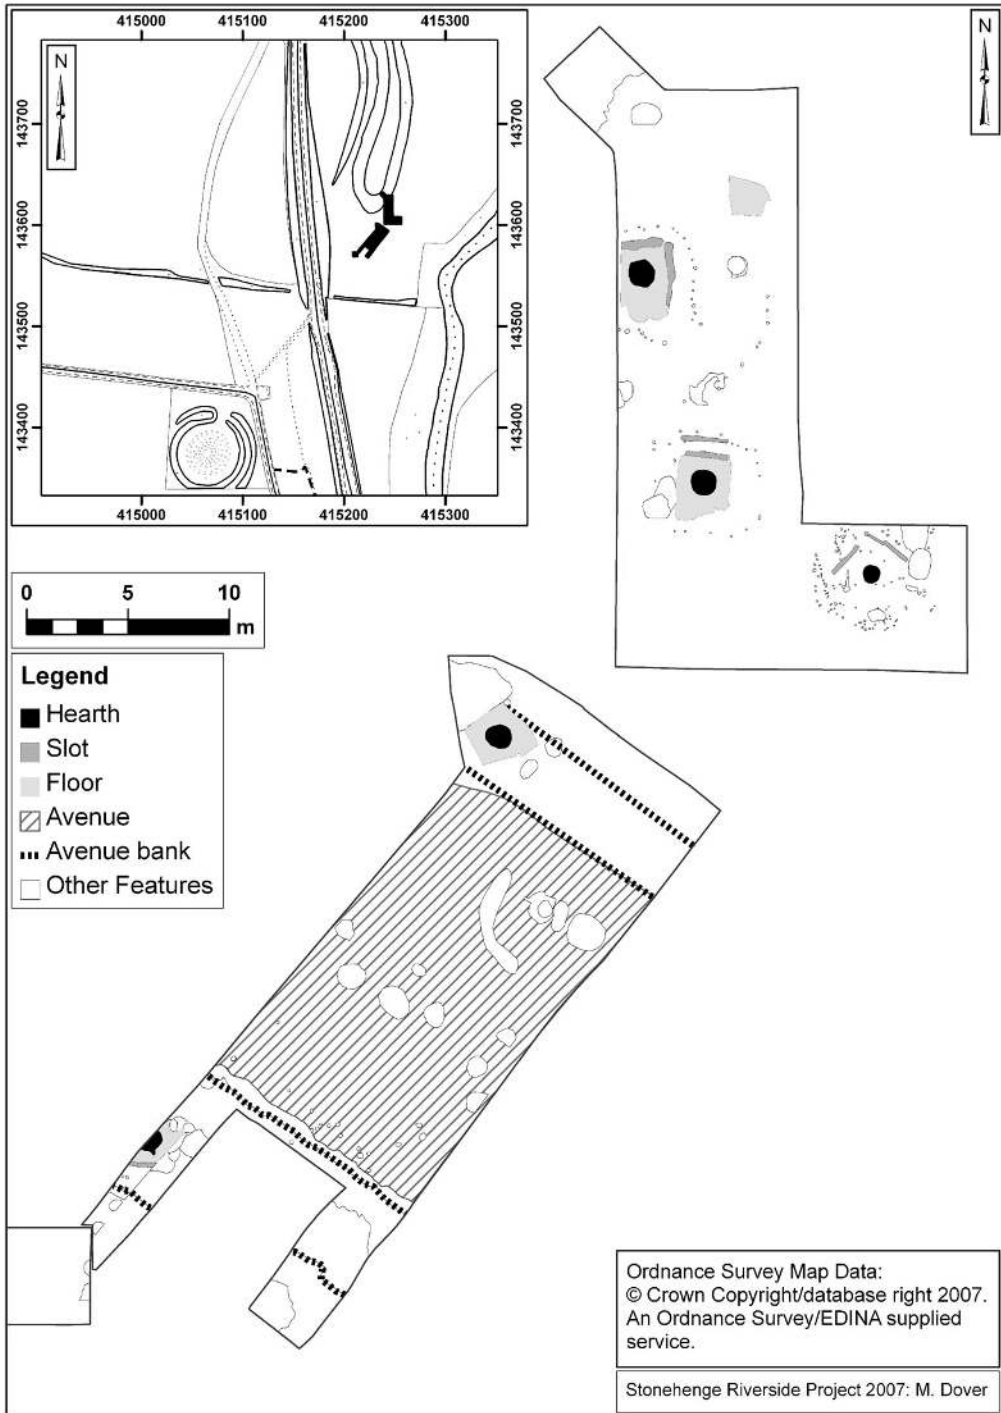 415000 415100 415200 415300
N
N
143700 143700
143600 143600
143500 143500
143400 143400
415000 415100 415200 415300
0 5 10
m
Legend
Hearth
Slot
Floor
Avenue
Avenue bank
Other Features
Ordnance Survey Map Data:
© Crown Copyright/database right 2007.
An Ordnance Survey/EDINA supplied
service.
Stonehenge Riverside Project 2007: M. Dover